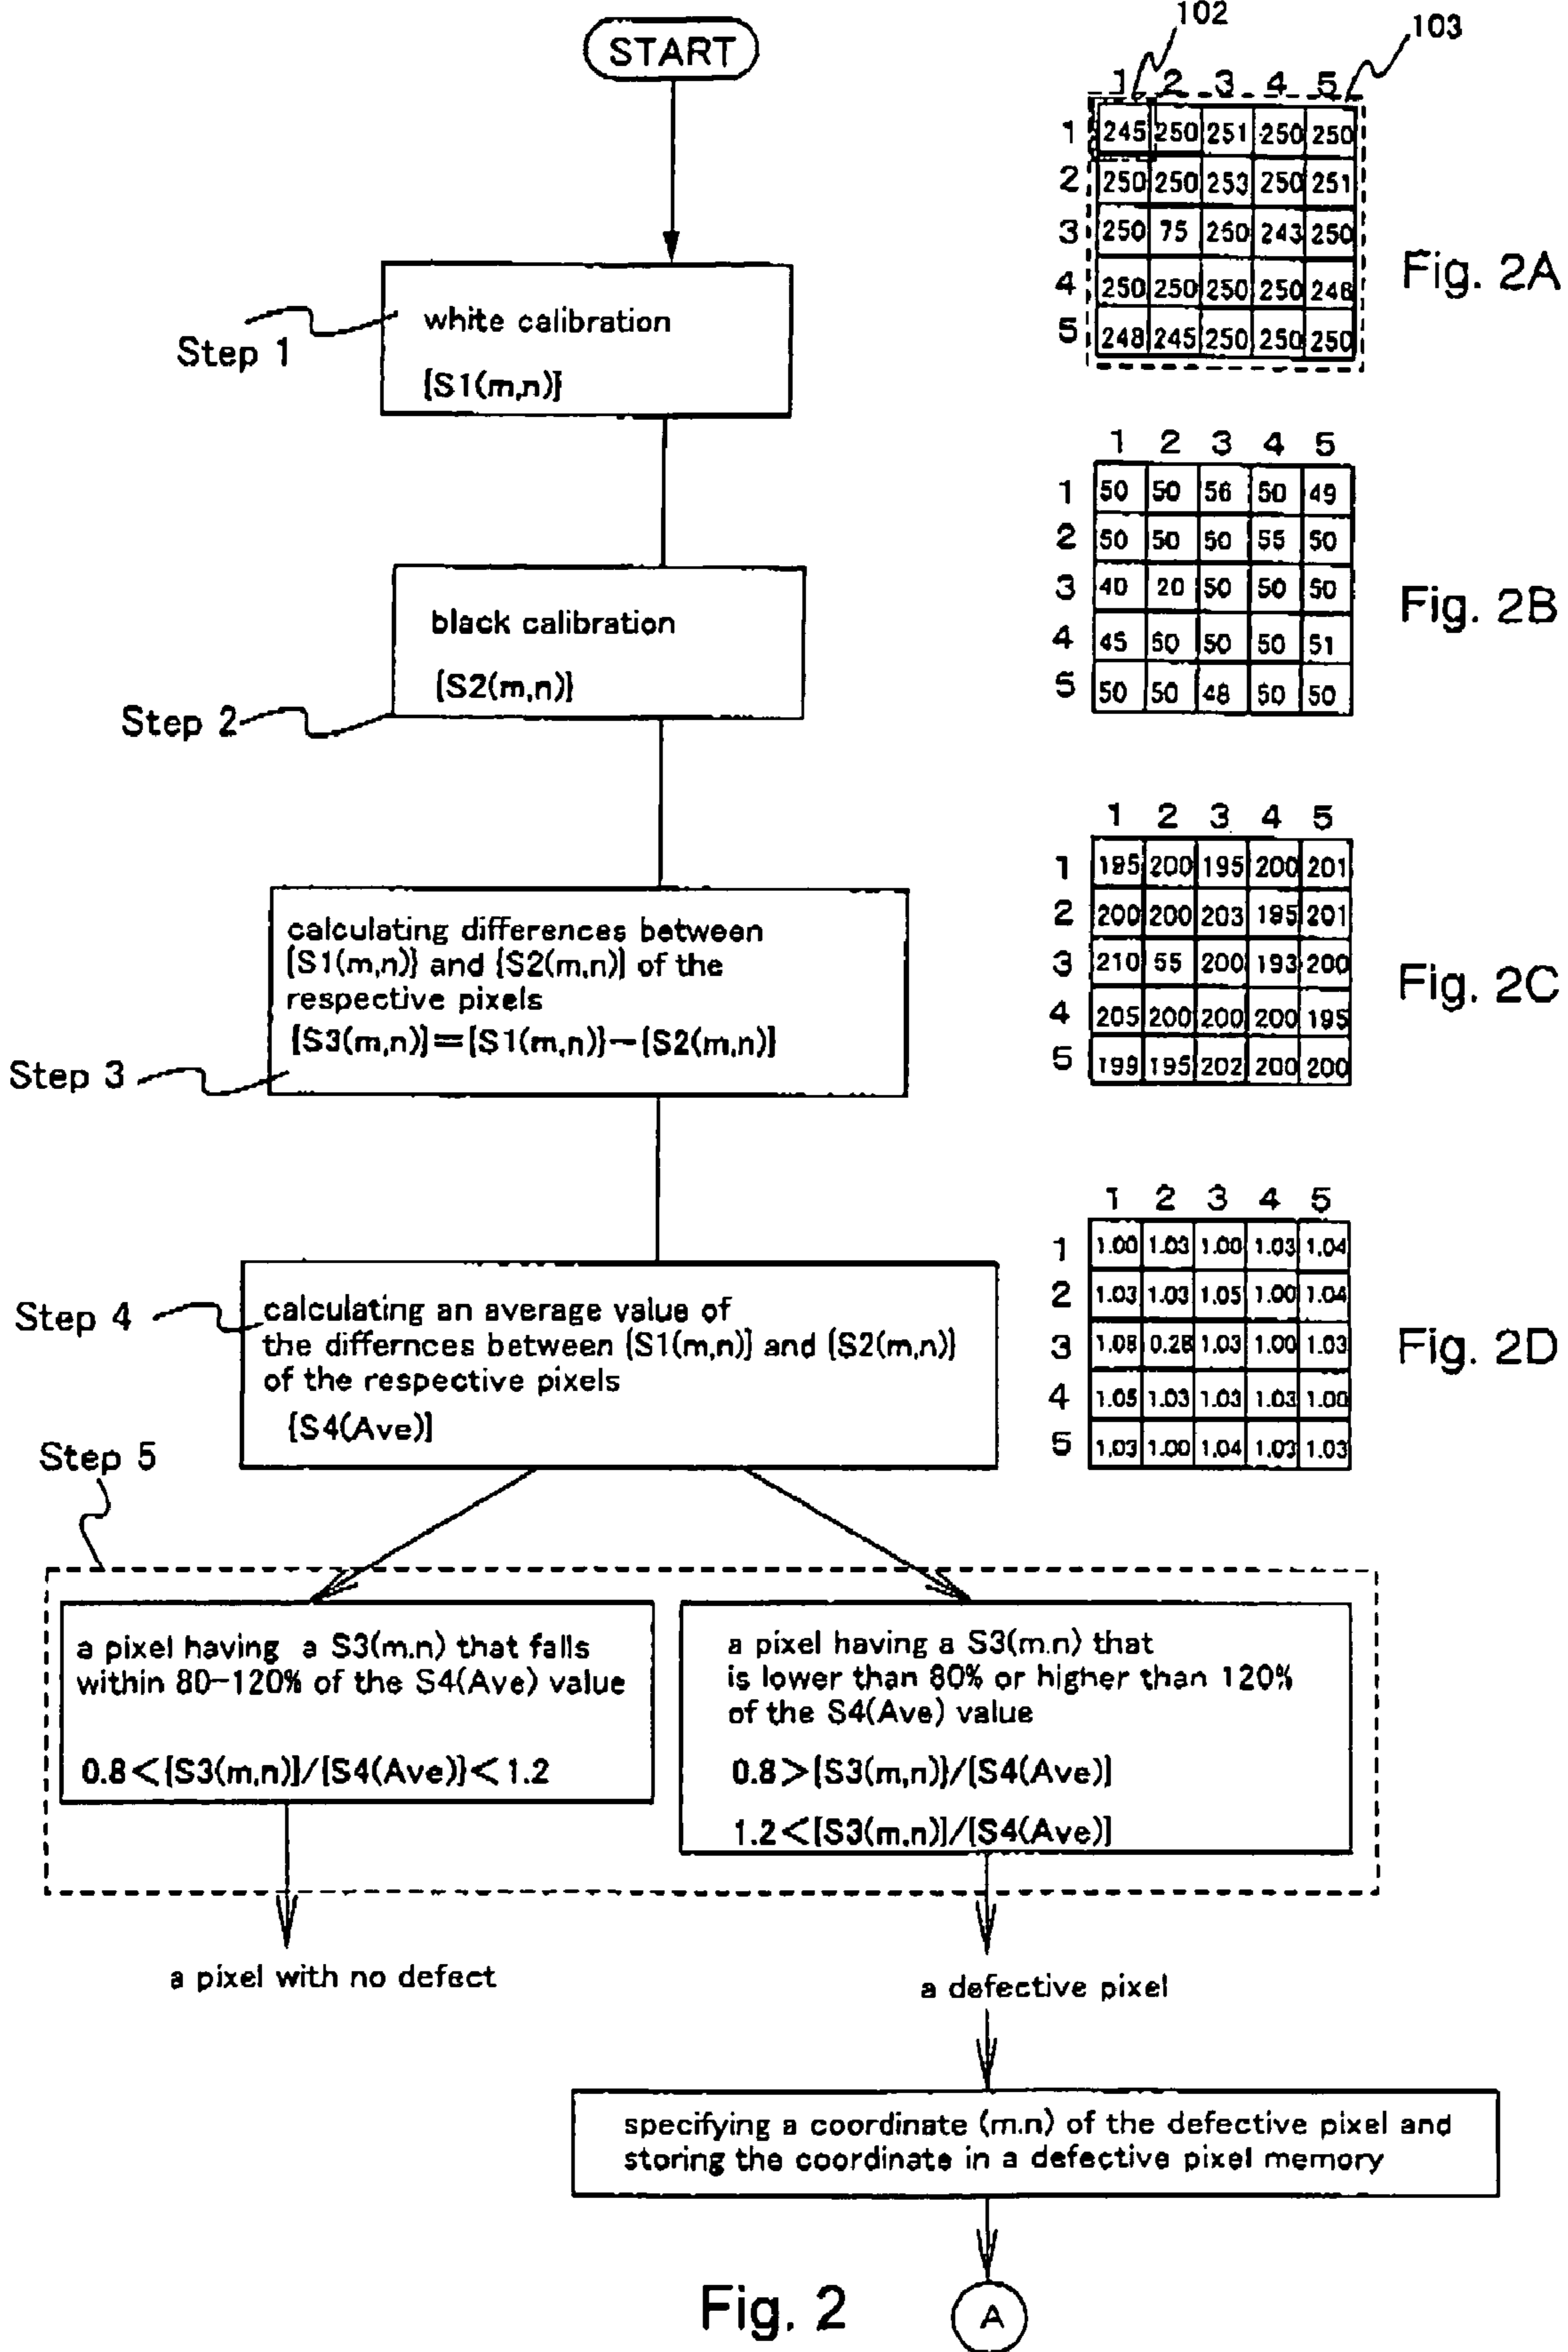 START
102
103
1 2 3 4 5
1 245 250 251 250 250
2 250 250 253 250 251
3 250 75 250 243 250
4 250 250 250 250 246
5 248 245 250 250 250
Fig. 2A
Step 1
white calibration
[S1(m,n)]
1 2 3 4 5
1 50 50 56 50 49
2 50 50 50 55 50
3 40 20 50 50 50
4 45 50 50 50 51
5 50 50 48 50 50
Fig. 2B
Step 2
black calibration
[S2(m,n)]
1 2 3 4 5
1 195 200 195 200 201
2 200 200 203 195 201
3 210 55 200 193 200
4 205 200 200 200 195
5 199 195 202 200 200
Fig. 2C
Step 3
calculating differences between
[S1(m,n)] and [S2(m,n)] of the
respective pixels
[S3(m,n)]=[S1(m,n)]-[S2(m,n)]
1 2 3 4 5
1 1.00 1.03 1.00 1.03 1.04
2 1.03 1.03 1.05 1.00 1.04
3 1.08 0.28 1.03 1.00 1.03
4 1.05 1.03 1.03 1.03 1.00
5 1.03 1.00 1.04 1.03 1.03
Fig. 2D
Step 4
calculating an average value of
the differnces between [S1(m,n)] and [S2(m,n)]
of the respective pixels
[S4(Ave)]
Step 5
a pixel having a S3(m.n) that falls
within 80-120% of the S4(Ave) value
0.8<[S3(m,n)]/[S4(Ave)]<1.2
a pixel having a S3(m.n) that
is lower than 80% or higher than 120%
of the S4(Ave) value
0.8>[S3(m,n)]/[S4(Ave)]
1.2<[S3(m,n)]/[S4(Ave)]
a pixel with no defect
a defective pixel
specifying a coordinate (m.n) of the defective pixel and
storing the coordinate in a defective pixel memory
Fig. 2
A